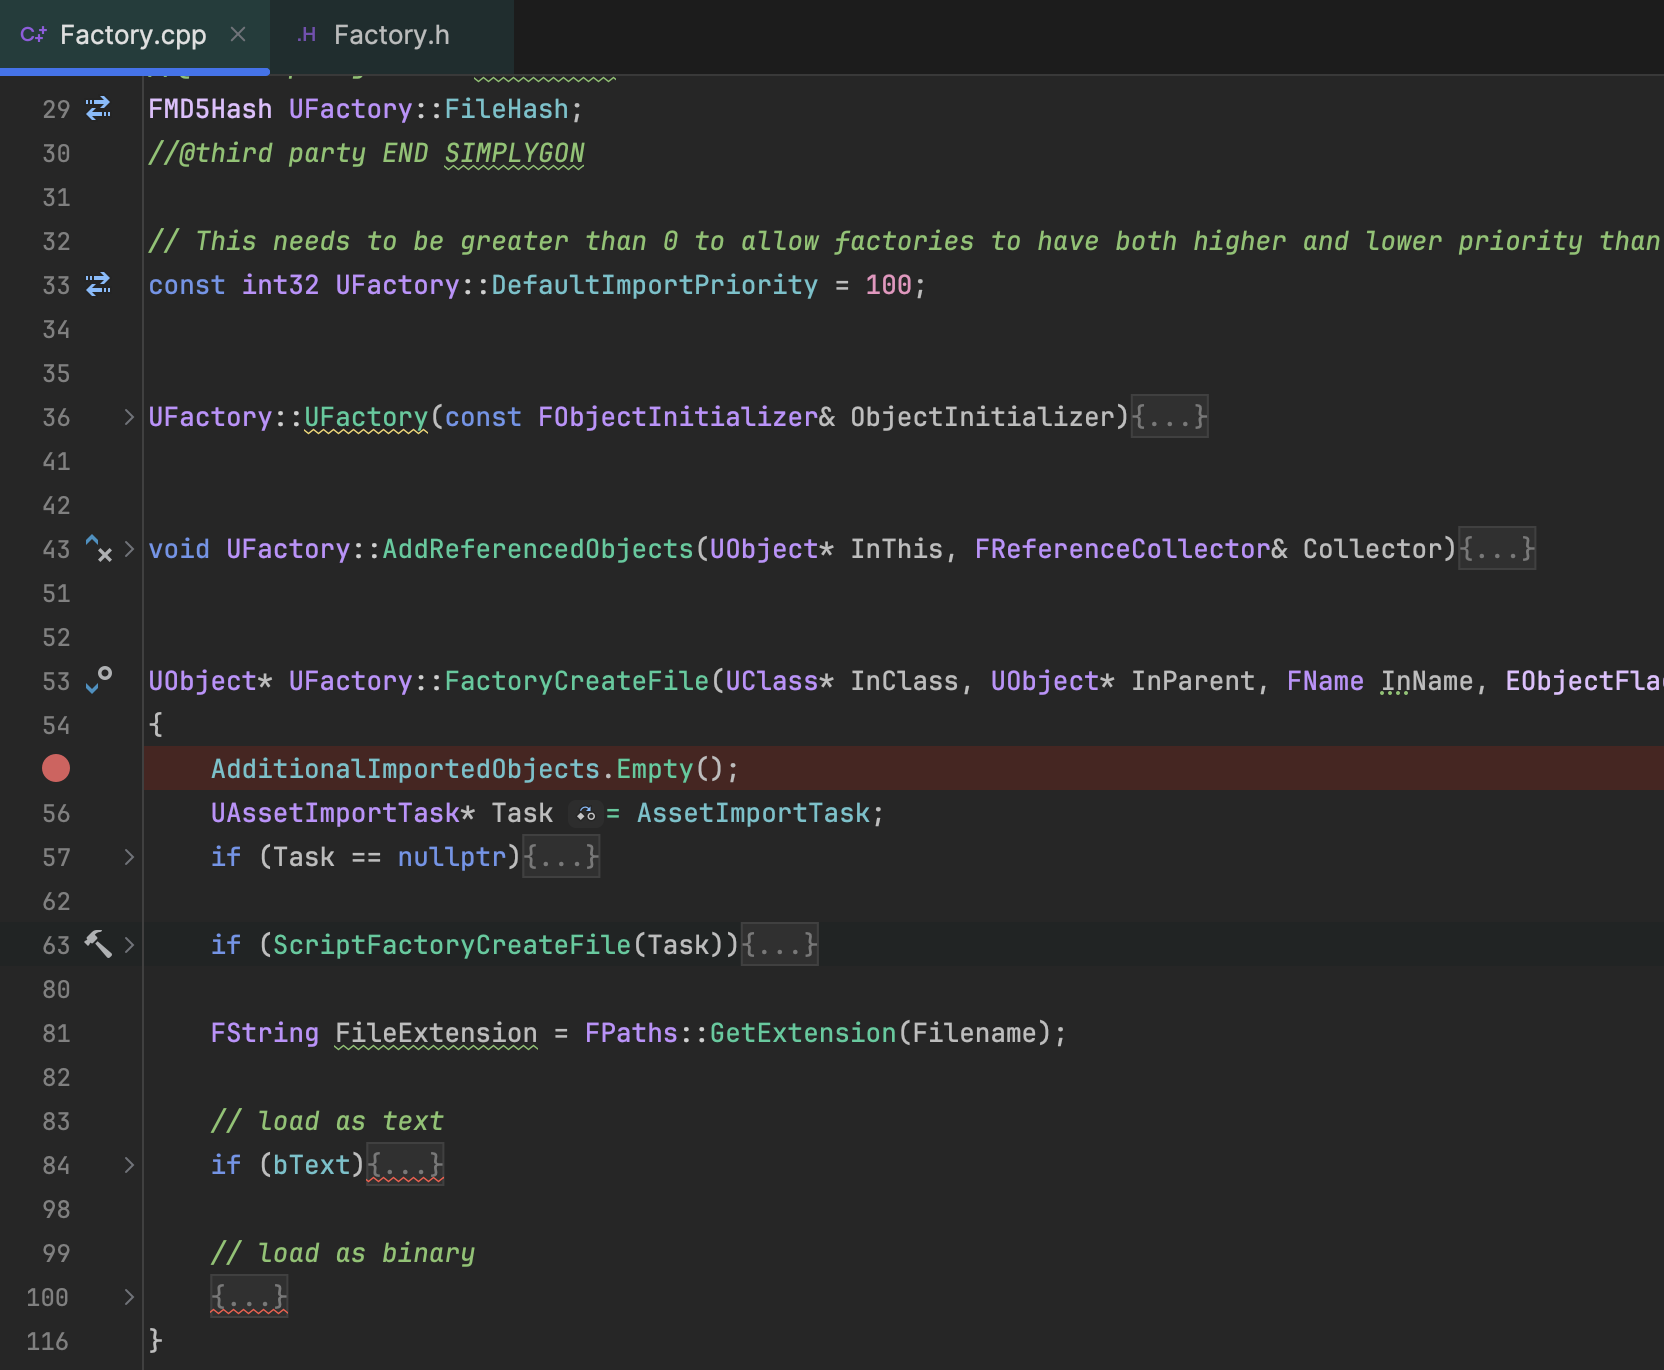 C++ Factory.cpp × .H Factory.h
29 FMD5Hash UFactory::FileHash;
30 //@third party END SIMPLYGON
31
32 // This needs to be greater than 0 to allow factories to have both higher and lower priority than
33 const int32 UFactory::DefaultImportPriority = 100;
34
35
36 UFactory::UFactory(const FObjectInitializer& ObjectInitializer){...}
41
42
43 void UFactory::AddReferencedObjects(UObject* InThis, FReferenceCollector& Collector){...}
51
52
53 UObject* UFactory::FactoryCreateFile(UClass* InClass, UObject* InParent, FName InName, EObjectFla
54 {
AdditionalImportedObjects.Empty();
56 UAssetImportTask* Task = AssetImportTask;
57 if (Task == nullptr){...}
62
63 if (ScriptFactoryCreateFile(Task)){...}
80
81 FString FileExtension = FPaths::GetExtension(Filename);
82
83 // load as text
84 if (bText){...}
98
99 // load as binary
100 {...}
116 }